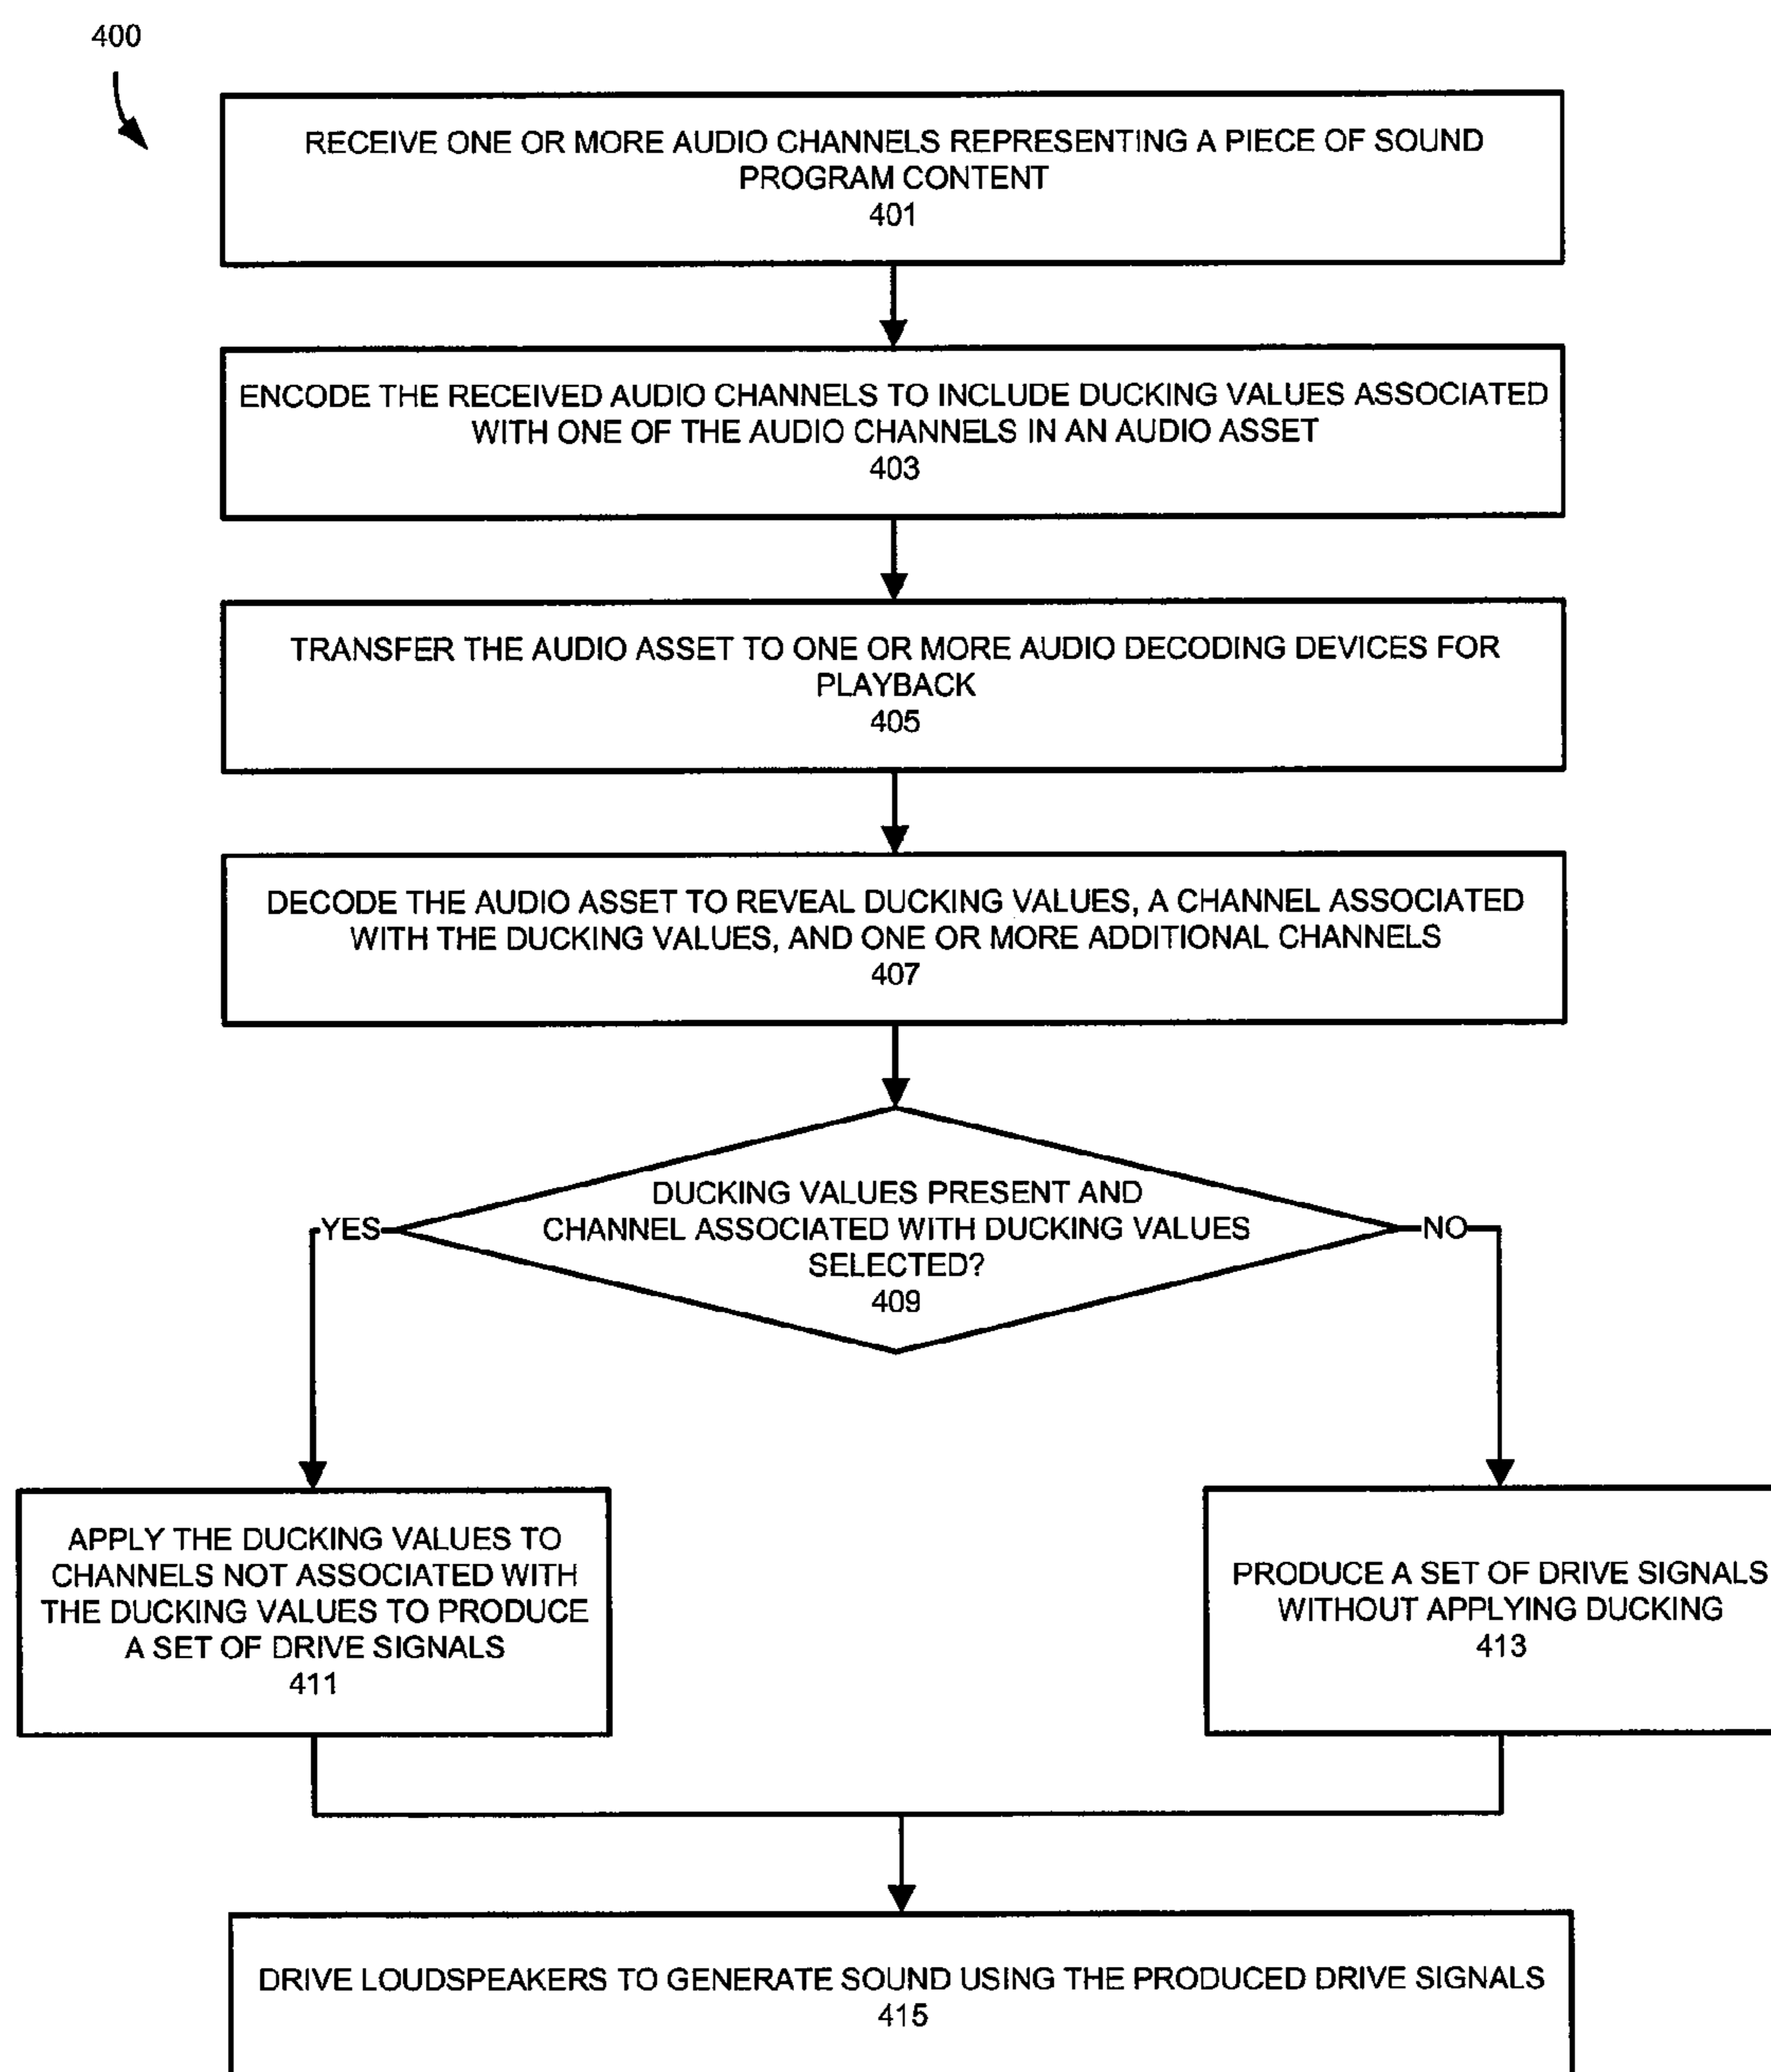 400
RECEIVE ONE OR MORE AUDIO CHANNELS REPRESENTING A PIECE OF SOUND
PROGRAM CONTENT
401
ENCODE THE RECEIVED AUDIO CHANNELS TO INCLUDE DUCKING VALUES ASSOCIATED
WITH ONE OF THE AUDIO CHANNELS IN AN AUDIO ASSET
403
TRANSFER THE AUDIO ASSET TO ONE OR MORE AUDIO DECODING DEVICES FOR
PLAYBACK
405
DECODE THE AUDIO ASSET TO REVEAL DUCKING VALUES, A CHANNEL ASSOCIATED
WITH THE DUCKING VALUES, AND ONE OR MORE ADDITIONAL CHANNELS
407
DUCKING VALUES PRESENT AND
CHANNEL ASSOCIATED WITH DUCKING VALUES
SELECTED?
409
YES
NO
APPLY THE DUCKING VALUES TO
CHANNELS NOT ASSOCIATED WITH
THE DUCKING VALUES TO PRODUCE
A SET OF DRIVE SIGNALS
411
PRODUCE A SET OF DRIVE SIGNALS
WITHOUT APPLYING DUCKING
413
DRIVE LOUDSPEAKERS TO GENERATE SOUND USING THE PRODUCED DRIVE SIGNALS
415